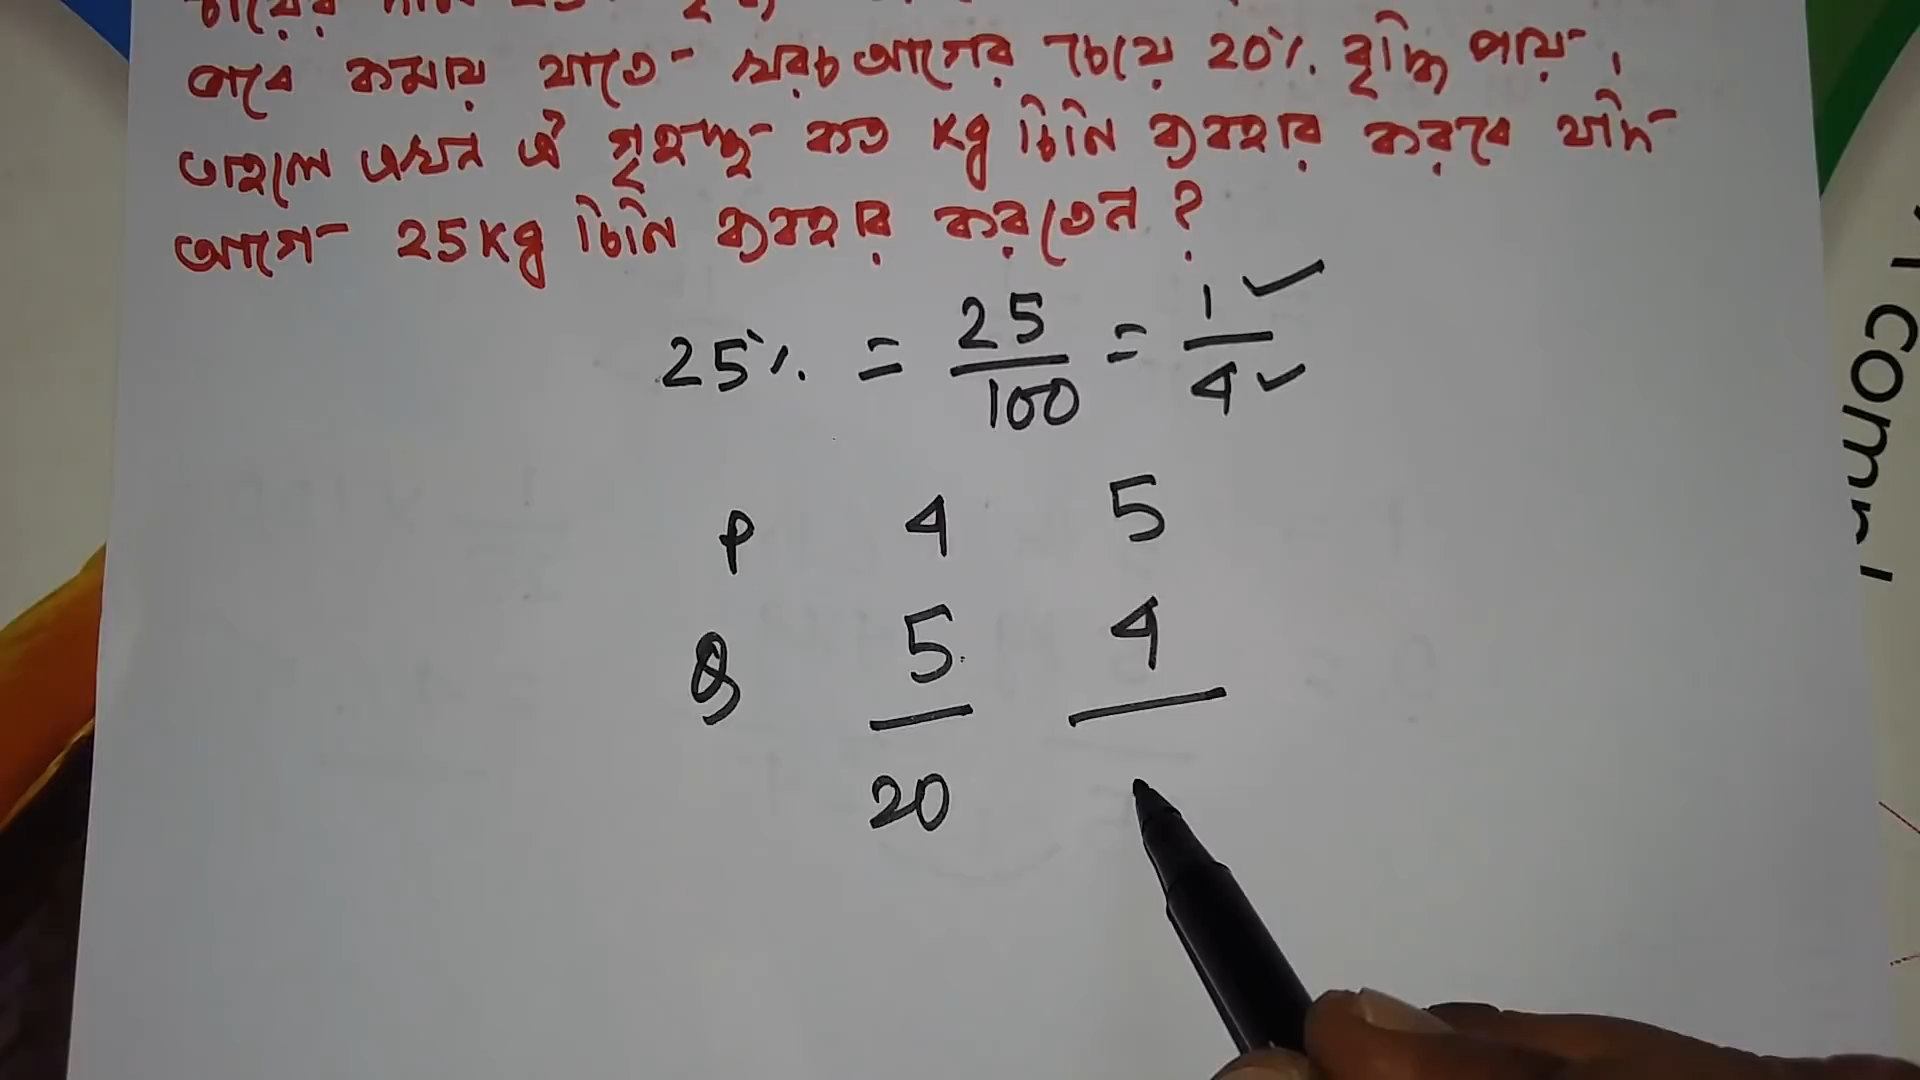 ভাবে কমায় যাতে খরচ আগের চেয়ে 20% বৃদ্ধি পায়,
তাহলে এখন ঐ গৃহস্থ কত Kg চিনি ব্যবহার করবে যদি
আগে 25Kg চিনি ব্যবহার করতেন ?
25% = 25/100 = 1/4
P 4 5
Q 5 4
20